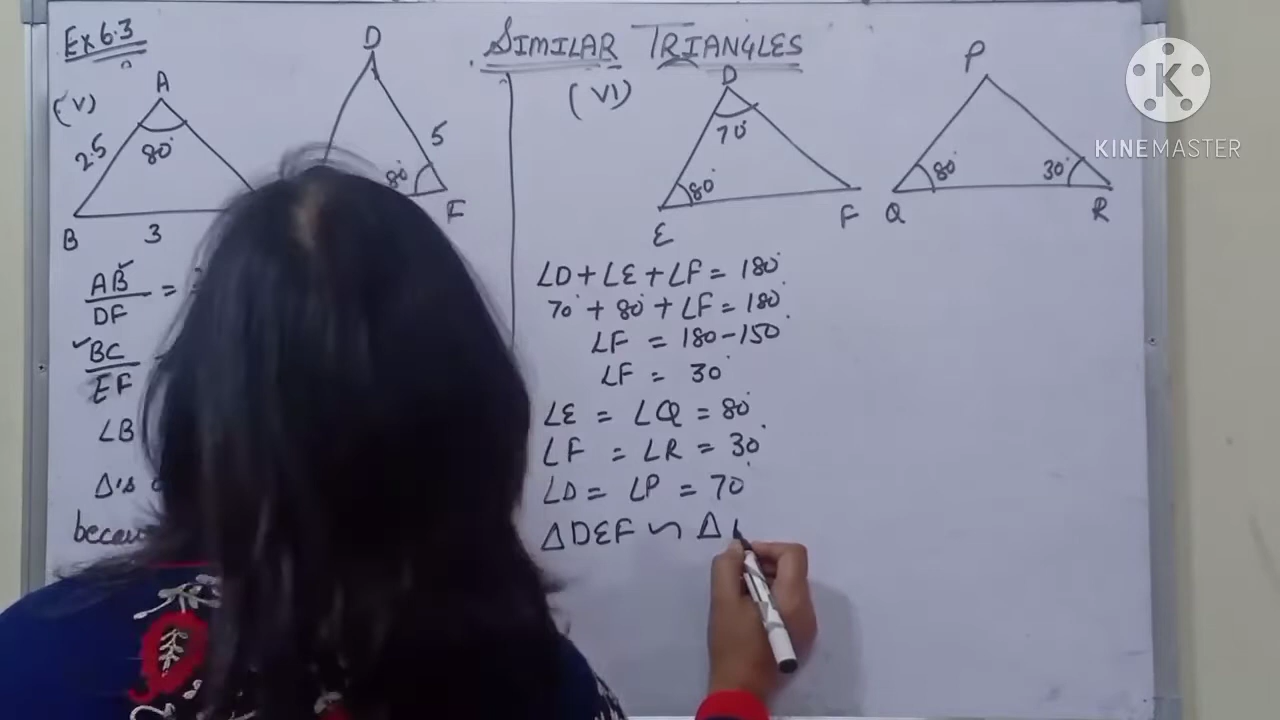 Ex 6.3
SIMILAR TRIANGLES
(V)
A
2.5
80°
B
3
D
5
80°
F
AB
DF
=
BC
EF
∠B
Δ's
(VI)
D
70°
80°
E
F
P
80°
30°
Q
R
∠D + ∠E + ∠F = 180°
70° + 80° + ∠F = 180°
∠F = 180 - 150°
∠F = 30°
∠E = ∠Q = 80°
∠F = ∠R = 30°
∠D = ∠P = 70°
ΔDEF ∽ Δ
K
KINEMASTER